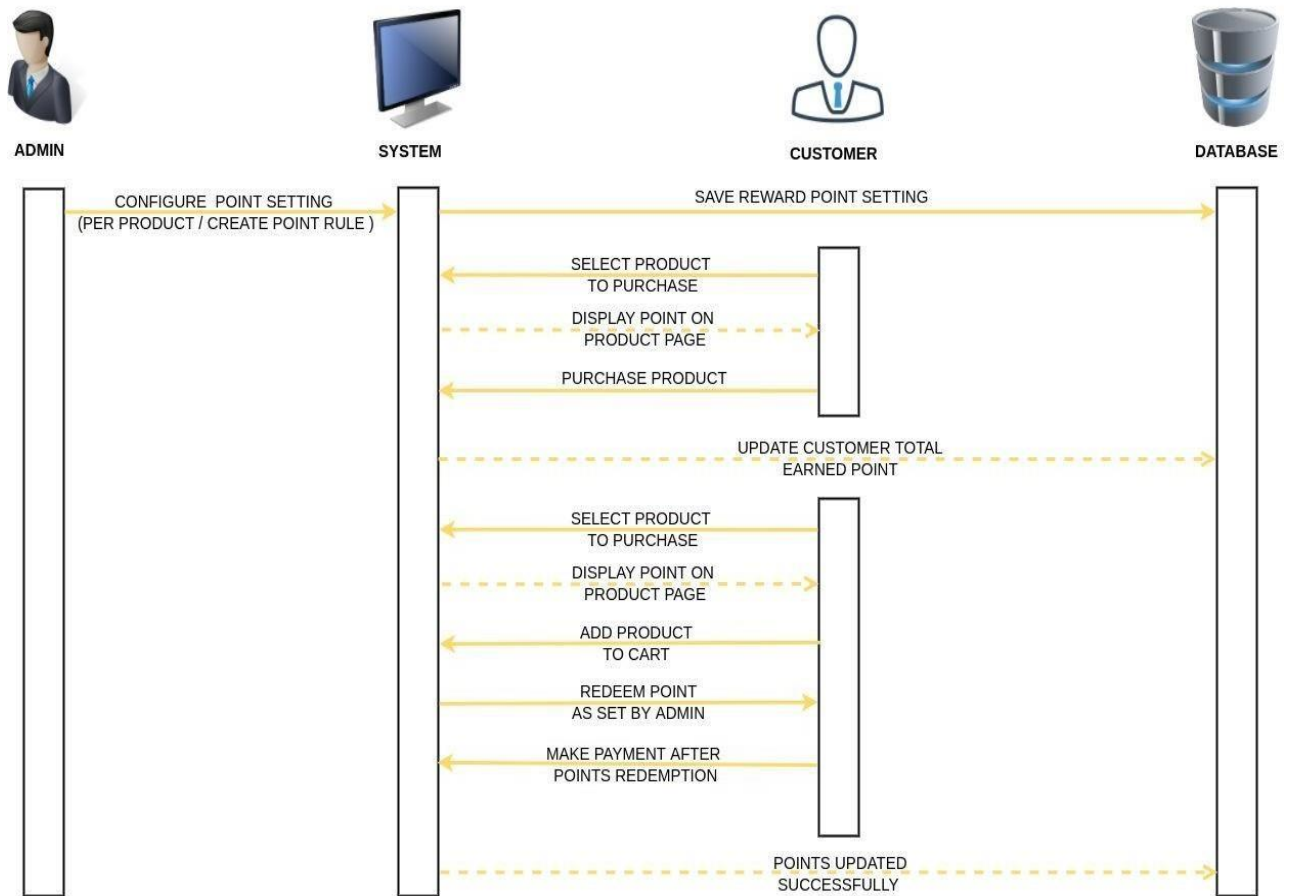 ADMIN
SYSTEM
CUSTOMER
DATABASE
CONFIGURE POINT SETTING
(PER PRODUCT / CREATE POINT RULE )
SAVE REWARD POINT SETTING
SELECT PRODUCT
TO PURCHASE
DISPLAY POINT ON
PRODUCT PAGE
PURCHASE PRODUCT
UPDATE CUSTOMER TOTAL
EARNED POINT
SELECT PRODUCT
TO PURCHASE
DISPLAY POINT ON
PRODUCT PAGE
ADD PRODUCT
TO CART
REDEEM POINT
AS SET BY ADMIN
MAKE PAYMENT AFTER
POINTS REDEMPTION
POINTS UPDATED
SUCCESSFULLY